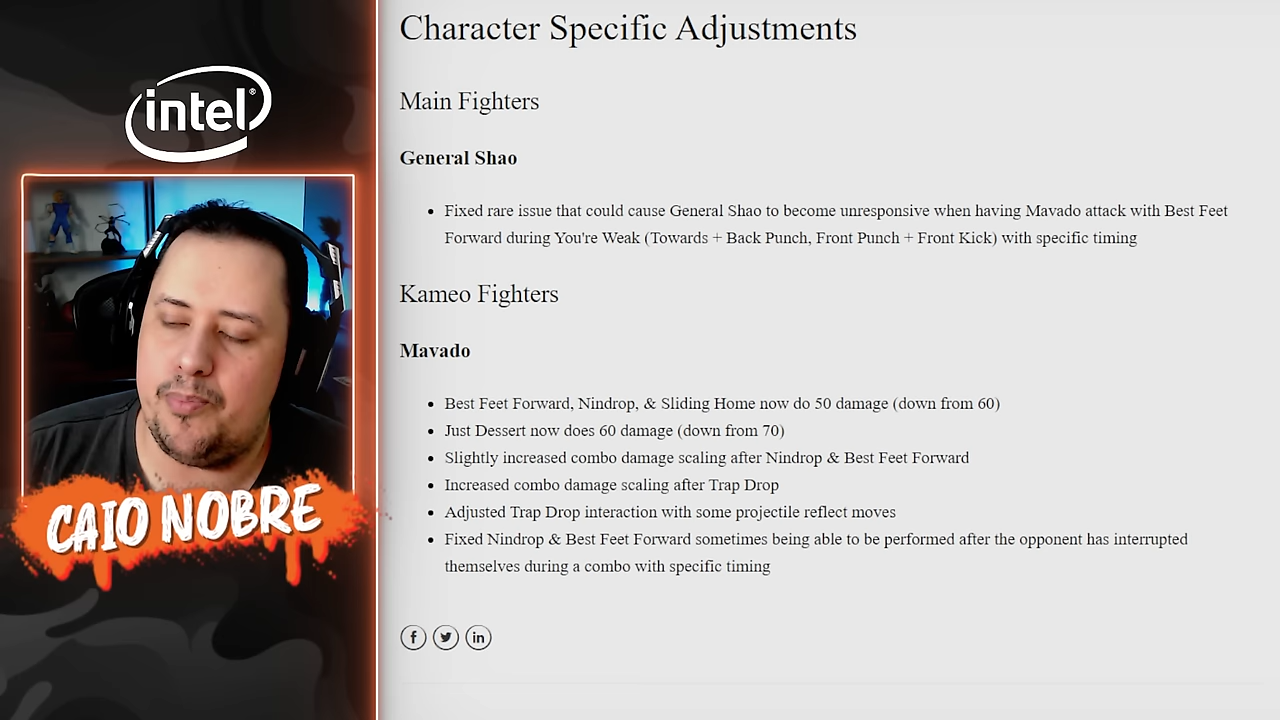 intel®
CAIO NOBRE
Character Specific Adjustments
Main Fighters
General Shao
• Fixed rare issue that could cause General Shao to become unresponsive when having Mavado attack with Best Feet
Forward during You're Weak (Towards + Back Punch, Front Punch + Front Kick) with specific timing
Kameo Fighters
Mavado
• Best Feet Forward, Nindrop, & Sliding Home now do 50 damage (down from 60)
• Just Dessert now does 60 damage (down from 70)
• Slightly increased combo damage scaling after Nindrop & Best Feet Forward
• Increased combo damage scaling after Trap Drop
• Adjusted Trap Drop interaction with some projectile reflect moves
• Fixed Nindrop & Best Feet Forward sometimes being able to be performed after the opponent has interrupted
themselves during a combo with specific timing
f in